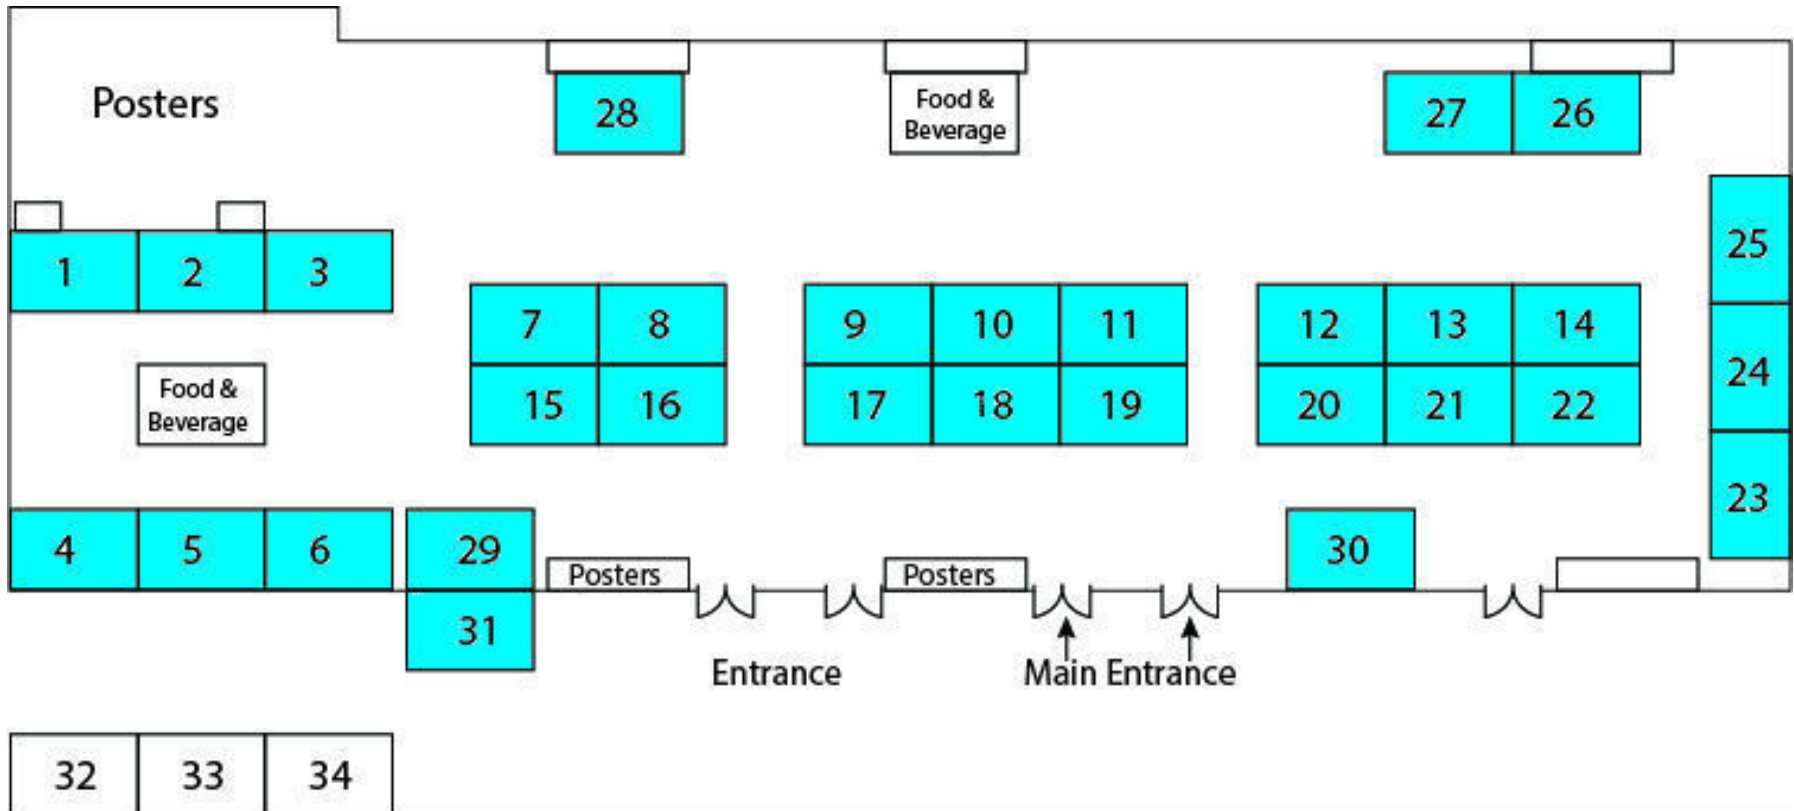 Posters
28
Food &
Beverage
27 26
1 2 3
25
7 8 9 10 11 12 13 14
24
Food &
Beverage
15 16 17 18 19 20 21 22
23
4 5 6 29 30
Posters Posters
31
Entrance Main Entrance
32 33 34